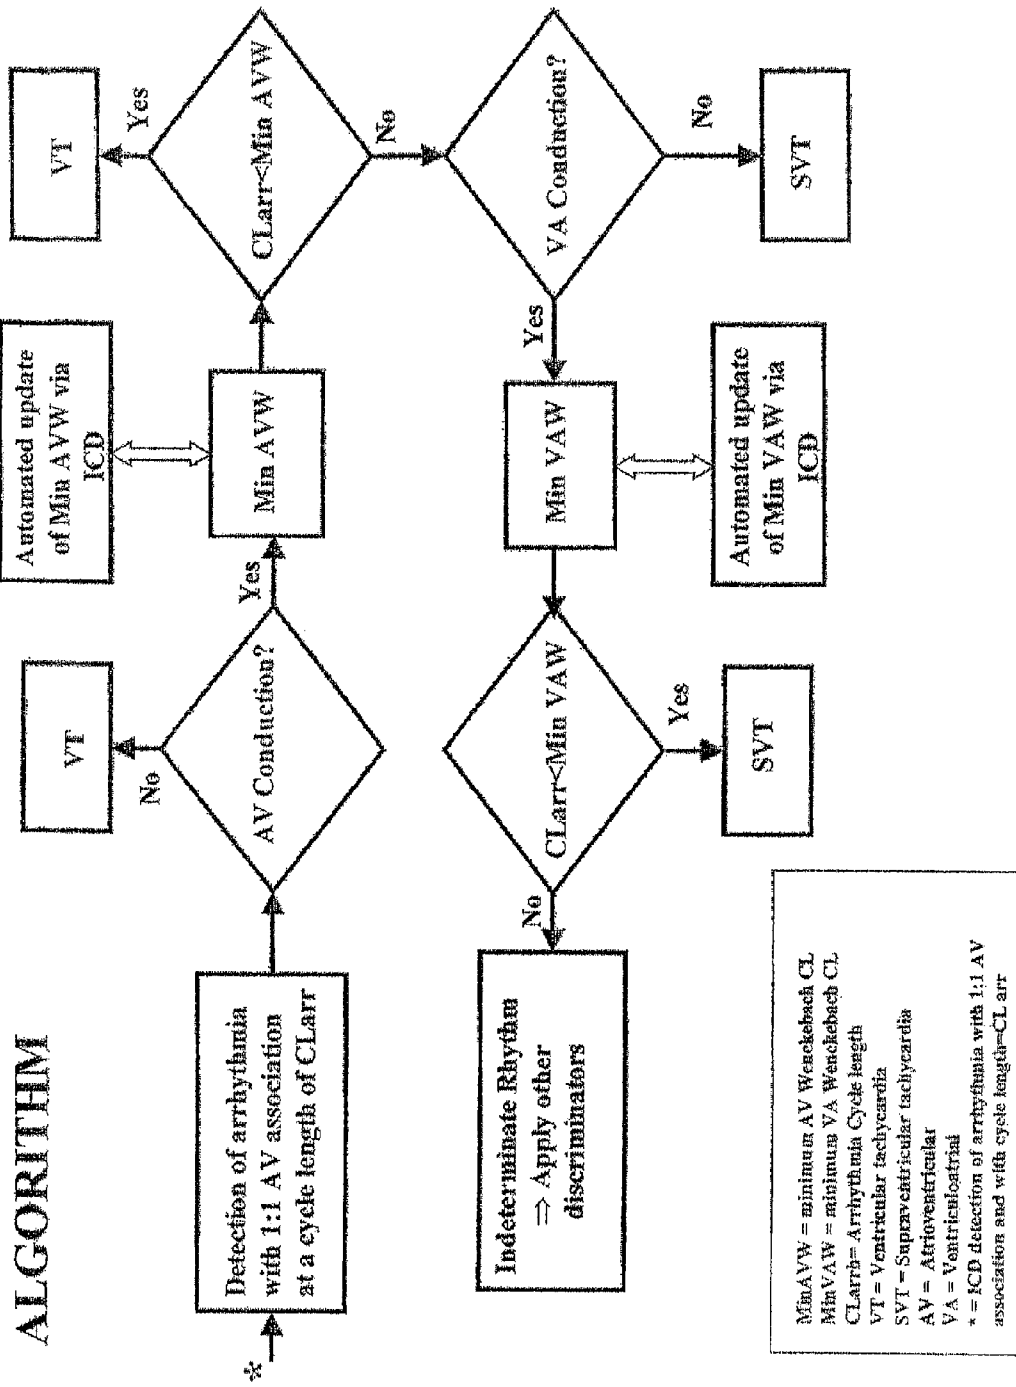 ALGORITHM
*
Detection of arrhythmia
with 1:1 AV association
at a cycle length of CLarr
AV Conduction?
No
VT
Yes
Min AVW
Automated update
of Min AVW via
ICD
CLarr<Min AVW
Yes
VT
No
VA Conduction?
No
SVT
Yes
Min VAW
Automated update
of Min VAW via
ICD
CLarr<Min VAW
Yes
SVT
No
Indeterminate Rhythm
⇒ Apply other
discriminators
MinAVW = minimum AV Wenckebach CL
MinVAW = minimum VA Wenckebach CL
CLarrh= Arrhythmia Cycle length
VT = Ventricular tachycardia
SVT = Supraventricular tachycardia
AV = Atrioventricular
VA = Ventriculoatrial
* = ICD detection of arrhythmia with 1:1 AV
association and with cycle length=CL arr